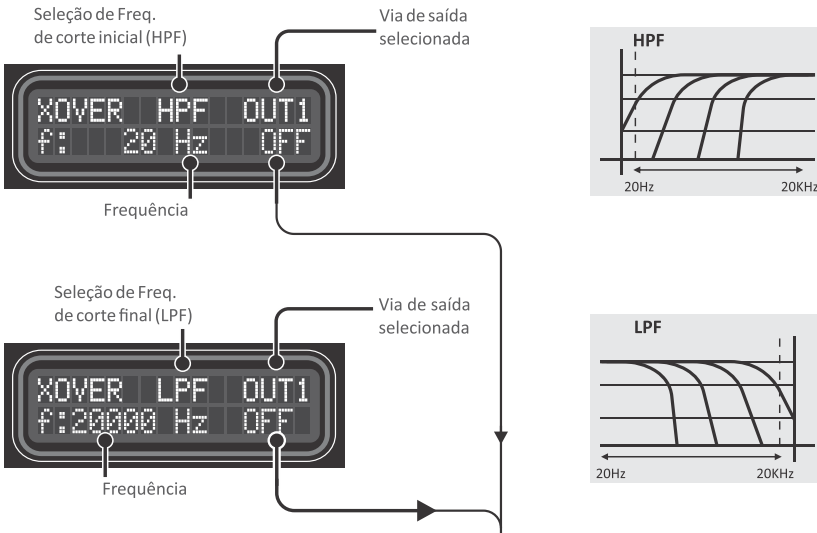 Seleção de Freq.
de corte inicial (HPF)
Via de saída
selecionada
XOVER HPF OUT1
f: 20 Hz OFF
Frequência
HPF
20Hz 20KHz
Seleção de Freq.
de corte final (LPF)
Via de saída
selecionada
XOVER LPF OUT1
f:20000 Hz OFF
Frequência
LPF
20Hz 20KHz